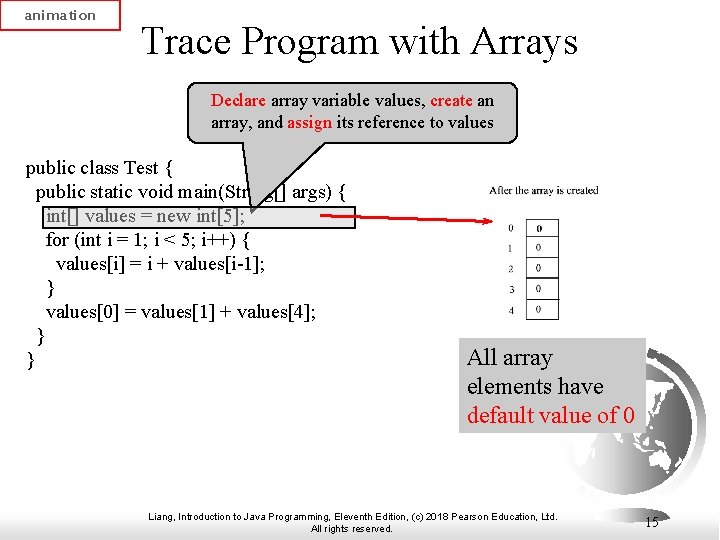 animation
Trace Program with Arrays
Declare array variable values, create an
array, and assign its reference to values
public class Test {
public static void main(String[] args) {
int[] values = new int[5];
for (int i = 1; i < 5; i++) {
values[i] = i + values[i-1];
}
values[0] = values[1] + values[4];
}
}
After the array is created
0 0
1 0
2 0
3 0
4 0
All array
elements have
default value of 0
Liang, Introduction to Java Programming, Eleventh Edition, (c) 2018 Pearson Education, Ltd.
All rights reserved.
15